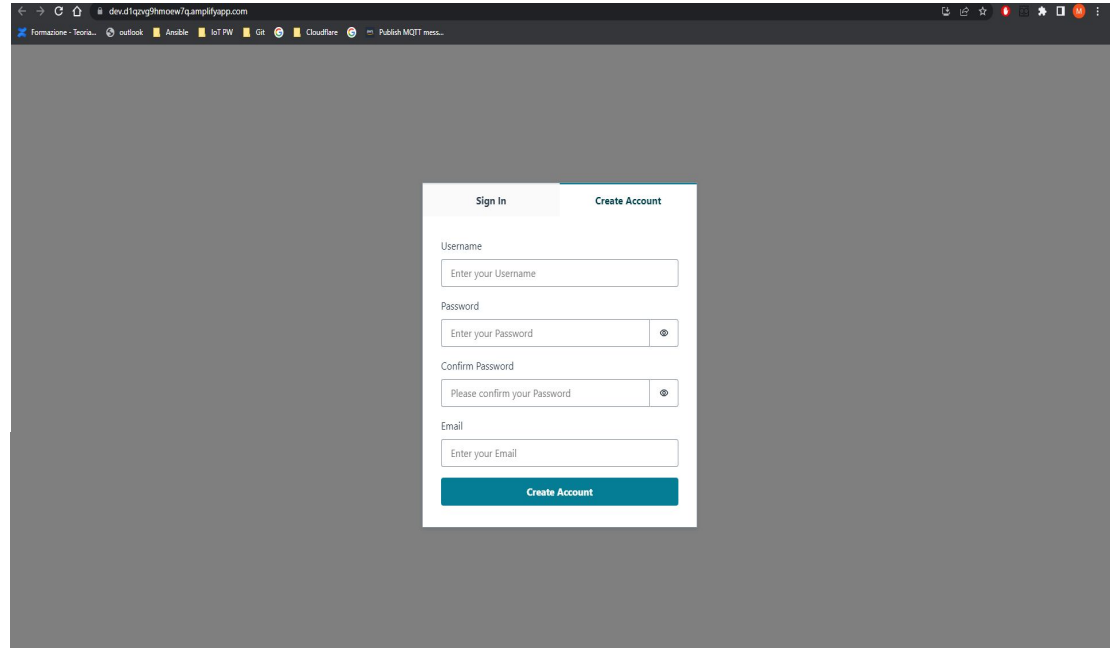 dev.d1qzvg9hmoew7q.amplifyapp.com
Formazione - Teoria... outlook Ansible IoT PW Git Cloudflare Publish MQTT mess...
Sign In Create Account
Username
Enter your Username
Password
Enter your Password
Confirm Password
Please confirm your Password
Email
Enter your Email
Create Account